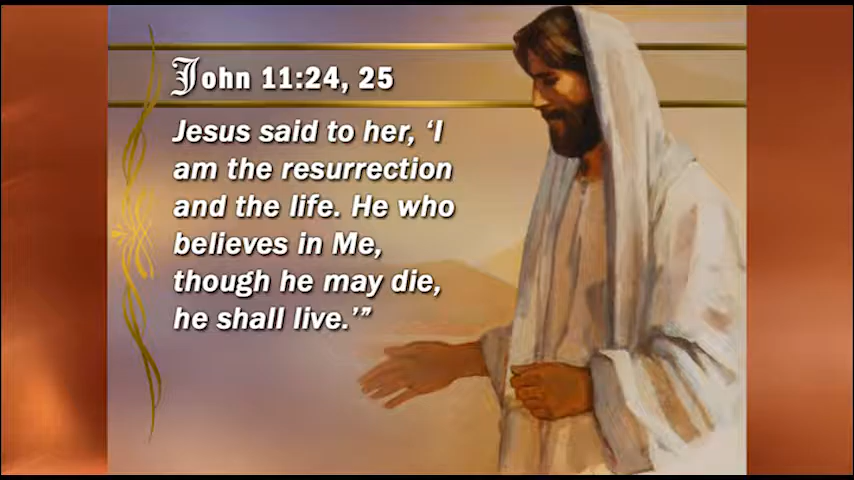 John 11:24, 25
Jesus said to her, ‘I
am the resurrection
and the life. He who
believes in Me,
though he may die,
he shall live.’”